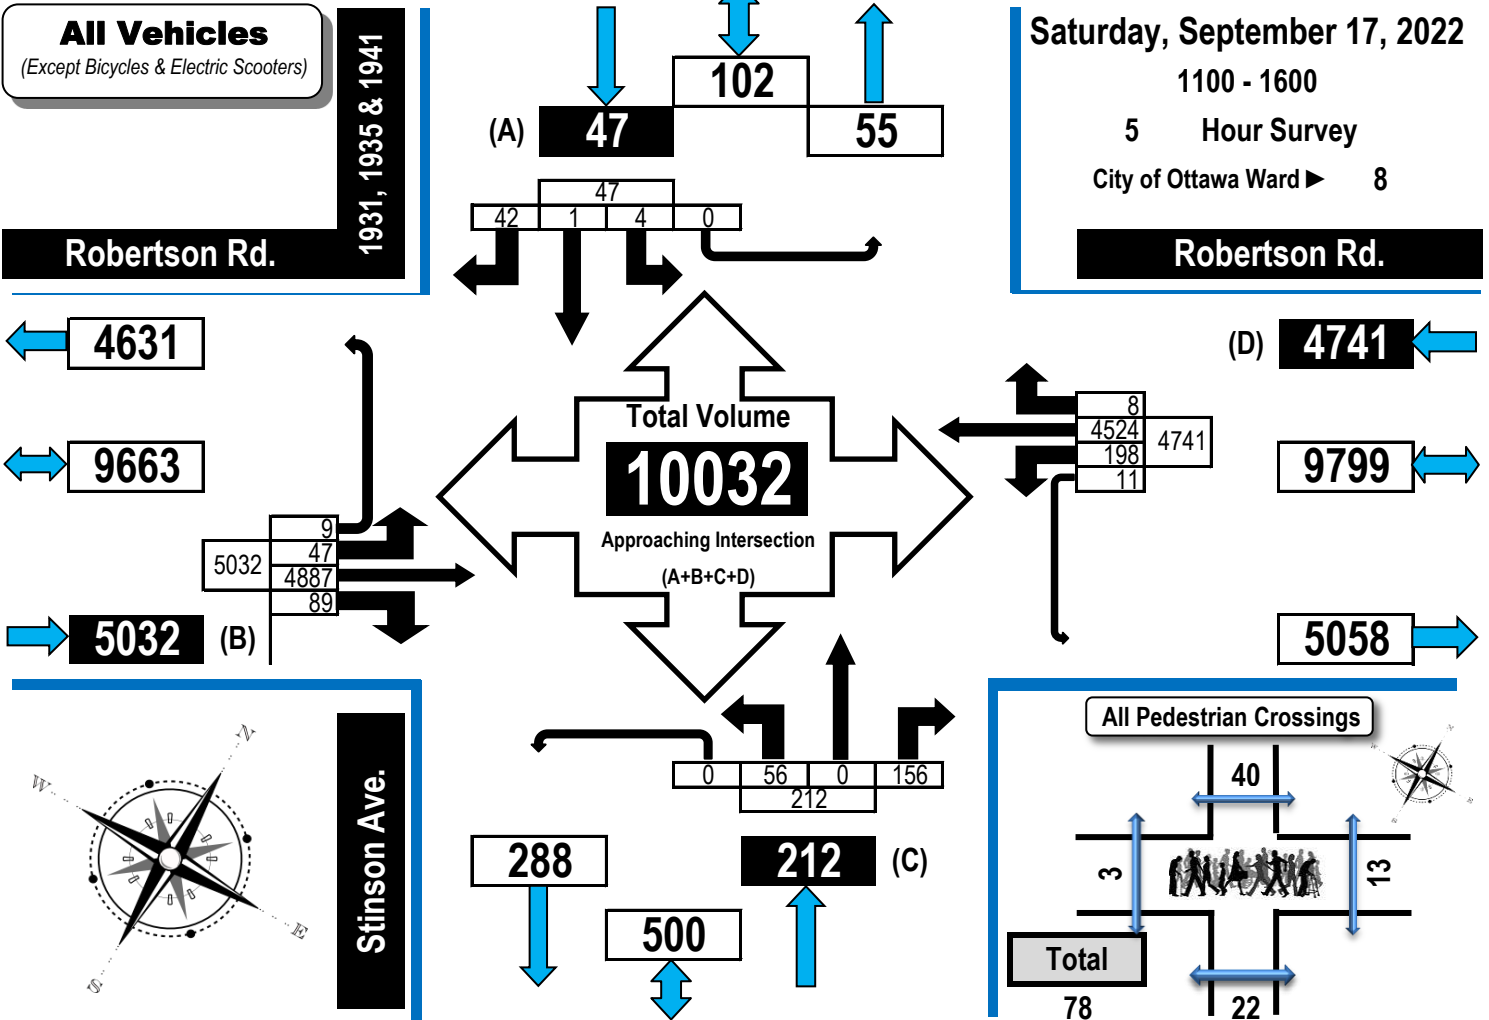 All Vehicles
(Except Bicycles & Electric Scooters)
1931, 1935 & 1941
Robertson Rd.
102
(A)
47
55
47
42
1
4
0
Saturday, September 17, 2022
1100 - 1600
5 Hour Survey
City of Ottawa Ward ► 8
Robertson Rd.
4631
9663
9
47
4887
89
5032
5032
(B)
Total Volume
10032
Approaching Intersection
(A+B+C+D)
(D)
4741
8
4524
198
11
4741
9799
5058
N
W
E
S
Stinson Ave.
0
56
0
156
212
288
212
(C)
500
All Pedestrian Crossings
40
3
13
22
Total
78